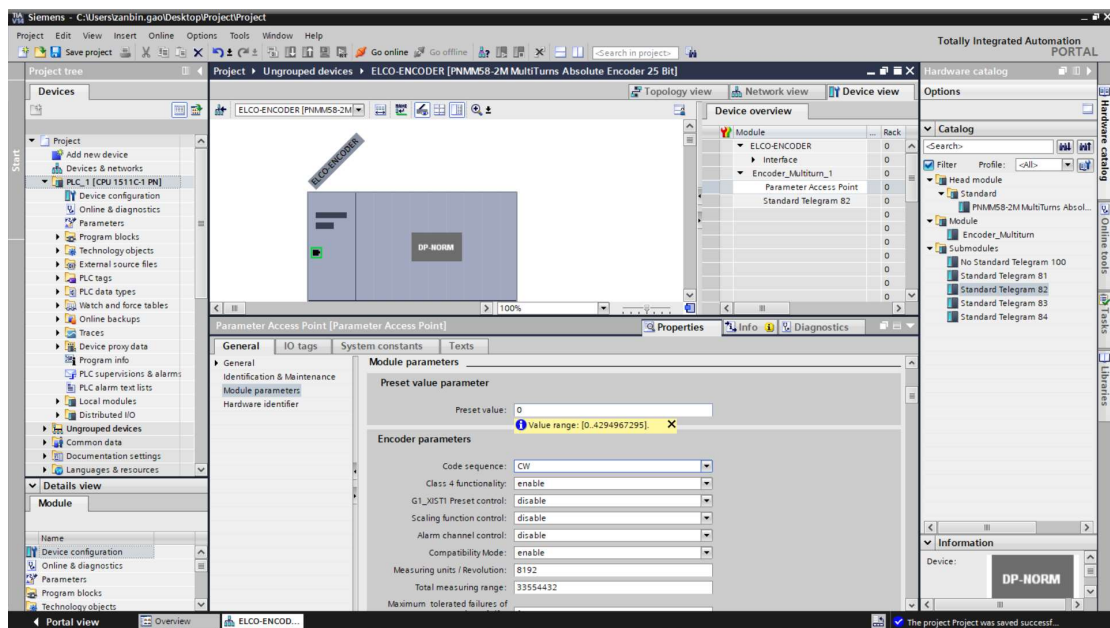 Siemens - C:\Users\zanbin.gao\Desktop\Project\Project
Project Edit View Insert Online Options Tools Window Help
Totally Integrated Automation
PORTAL
Save project
Go online
Go offline
<Search in project>
Project tree
Project ▸ Ungrouped devices ▸ ELCO-ENCODER [PNMM58-2M MultiTurns Absolute Encoder 25 Bit]
Hardware catalog
Devices
Topology view
Network view
Device view
Options
ELCO-ENCODER [PNMM58-2M
Device overview
Module ... Rack
ELCO-ENCODER 0
Interface 0
Encoder_Multiturn_1 0
Parameter Access Point 0
Standard Telegram 82 0
0
0
0
0
0
0
0
ELCO-ENCODER
DP-NORM
100%
Start
Project
Add new device
Devices & networks
PLC_1 [CPU 1511C-1 PN]
Device configuration
Online & diagnostics
Parameters
Program blocks
Technology objects
External source files
PLC tags
PLC data types
Watch and force tables
Online backups
Traces
Device proxy data
Program info
PLC supervisions & alarms
PLC alarm text lists
Local modules
Distributed I/O
Ungrouped devices
Common data
Documentation settings
Languages & resources
Details view
Module
Name
Device configuration
Online & diagnostics
Parameters
Program blocks
Technology objects
Parameter Access Point [Parameter Access Point]
Properties
Info
Diagnostics
General IO tags System constants Texts
General
Identification & Maintenance
Module parameters
Hardware identifier
Module parameters
Preset value parameter
Preset value: 0
Value range: [0..4294967295].
Encoder parameters
Code sequence: CW
Class 4 functionality: enable
G1_XIST1 Preset control: disable
Scaling function control: disable
Alarm channel control: disable
Compatibility Mode: enable
Measuring units / Revolution: 8192
Total measuring range: 33554432
Maximum tolerated failures of
Catalog
<Search>
Filter Profile: <All>
Head module
Standard
PNMM58-2M MultiTurns Absol...
Module
Encoder_Multiturn
Submodules
No Standard Telegram 100
Standard Telegram 81
Standard Telegram 82
Standard Telegram 83
Standard Telegram 84
Information
Device:
DP-NORM
Hardware catalog
Online tools
Tasks
Libraries
Portal view
Overview
ELCO-ENCOD...
The project Project was saved successf...